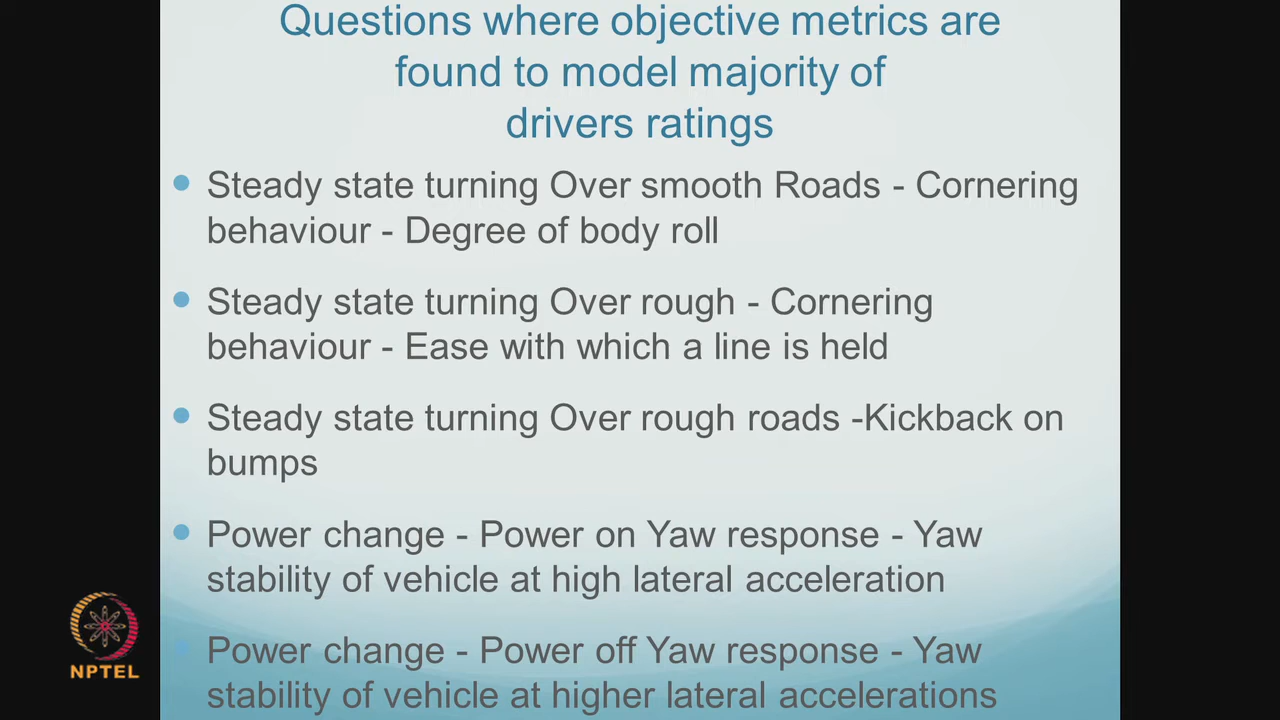 Questions where objective metrics are
found to model majority of
drivers ratings
Steady state turning Over smooth Roads - Cornering
behaviour - Degree of body roll
Steady state turning Over rough - Cornering
behaviour - Ease with which a line is held
Steady state turning Over rough roads -Kickback on
bumps
Power change - Power on Yaw response - Yaw
stability of vehicle at high lateral acceleration
Power change - Power off Yaw response - Yaw
stability of vehicle at higher lateral accelerations
NPTEL